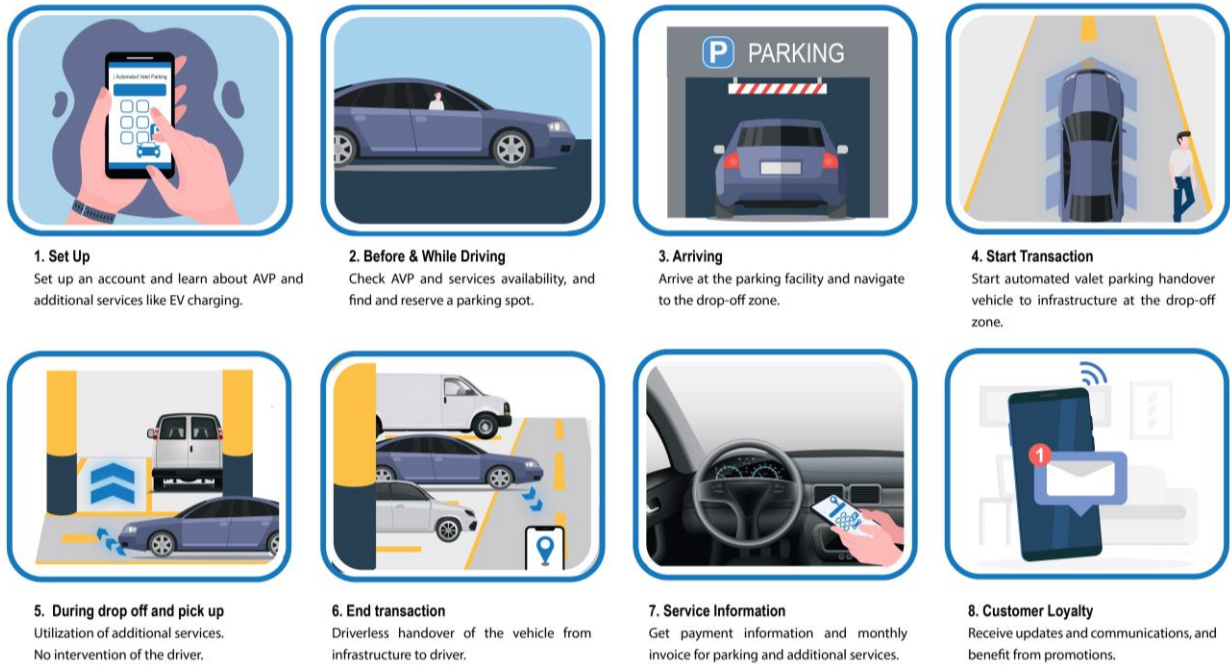 Automated Valet Parking
P PARKING
1. Set Up
Set up an account and learn about AVP and
additional services like EV charging.
2. Before & While Driving
Check AVP and services availability, and
find and reserve a parking spot.
3. Arriving
Arrive at the parking facility and navigate
to the drop-off zone.
4. Start Transaction
Start automated valet parking handover
vehicle to infrastructure at the drop-off
zone.
1
5. During drop off and pick up
Utilization of additional services.
No intervention of the driver.
6. End transaction
Driverless handover of the vehicle from
infrastructure to driver.
7. Service Information
Get payment information and monthly
invoice for parking and additional services.
8. Customer Loyalty
Receive updates and communications, and
benefit from promotions.